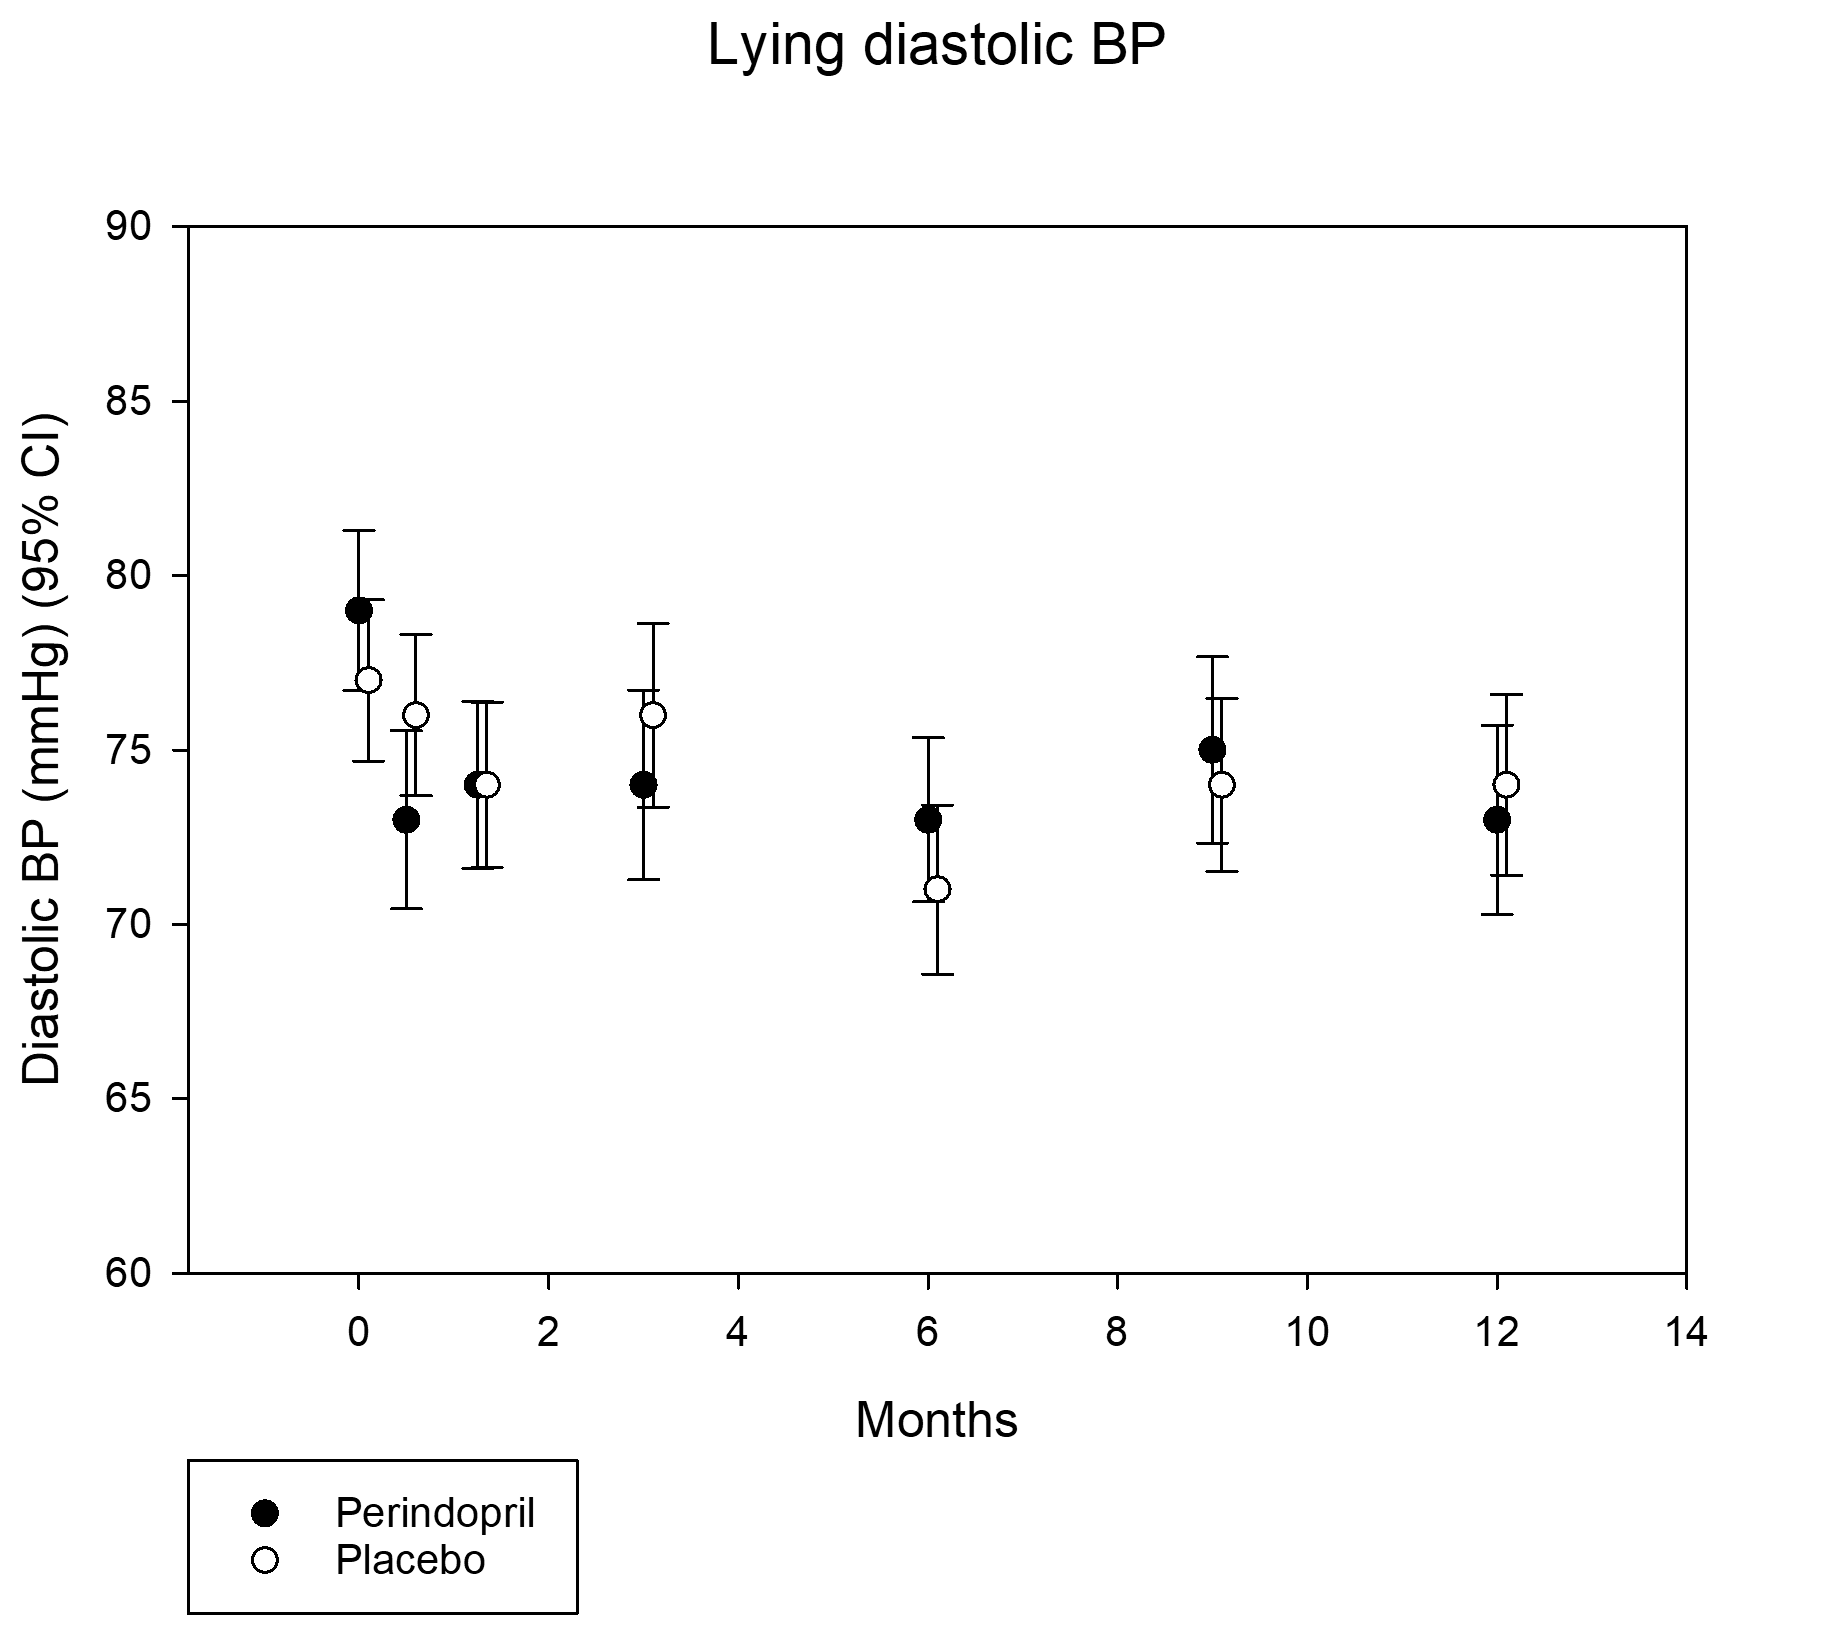 Lying diastolic BP
Diastolic BP (mmHg) (95% CI)
90
85
80
75
70
65
60
0 2 4 6 8 10 12 14
Months
Perindopril
Placebo